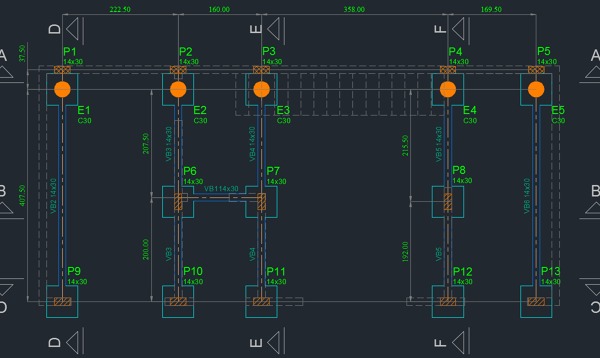 222.50 160.00 358.00 169.50
D E F
37.50
A P1 P2 P3 P4 P5 A
14x30 14x30 14x30 14x30 14x30
E1 E2 E3 E4 E5
C30 C30 C30 C30 C30
207.50 VB3 14x30 VB4 14x30 215.50 VB5 14x30
P6 P7 P8
14x30 14x30 14x30
VB1 14x30
407.50 VB2 14x30 VB6 14x30
B B
200.00 VB3 VB4 192.00 VB5
P9 P10 P11 P12 P13
14x30 14x30 14x30 14x30 14x30
C C
D E F